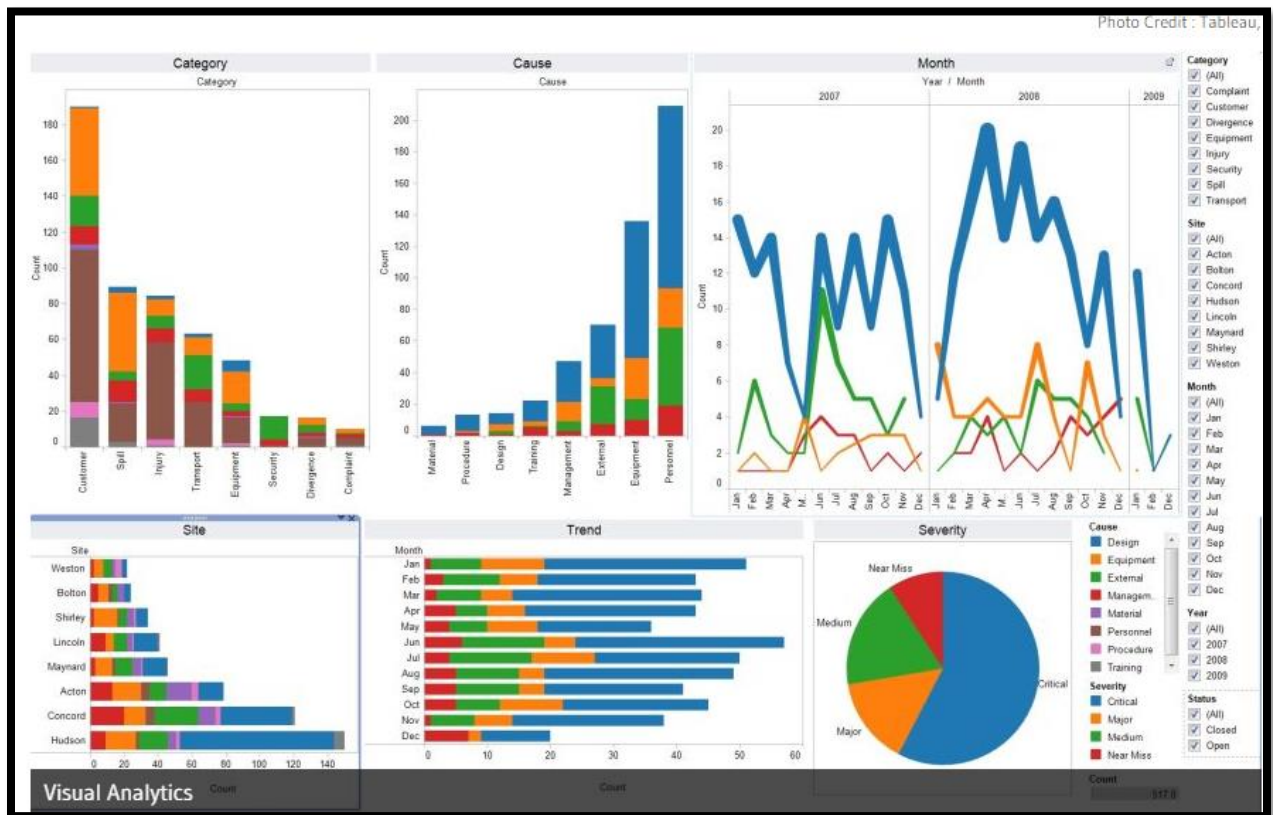 Photo Credit : Tableau,
Category
Category
Count
180
160
140
120
100
80
60
40
20
0
Customer
Spill
Injury
Transport
Equipment
Security
Divergence
Complaint
Cause
Cause
Count
200
180
160
140
120
100
80
60
40
20
0
Material
Procedure
Design
Training
Management
External
Equipment
Personnel
Month
Year / Month
2007 2008 2009
Count
20
18
16
14
12
10
8
6
4
2
0
Jan Feb Mar Apr M.. Jun Jul Aug Sep Oct Nov Dec Jan Feb Mar Apr M.. Jun Jul Aug Sep Oct Nov Dec Jan Feb Dec
Category
(All)
Complaint
Customer
Divergence
Equipment
Injury
Security
Spill
Transport
Site
(All)
Acton
Bolton
Concord
Hudson
Lincoln
Maynard
Shirley
Weston
Month
(All)
Jan
Feb
Mar
Apr
May
Jun
Jul
Aug
Sep
Oct
Nov
Dec
Year
(All)
2007
2008
2009
Status
(All)
Closed
Open
Site
Site
Weston
Bolton
Shirley
Lincoln
Maynard
Acton
Concord
Hudson
0 20 40 60 80 100 120 140
Count
Trend
Month
Jan
Feb
Mar
Apr
May
Jun
Jul
Aug
Sep
Oct
Nov
Dec
0 10 20 30 40 50 60
Count
Severity
Near Miss
Medium
Major
Critical
Cause
Design
Equipment
External
Managem..
Material
Personnel
Procedure
Training
Severity
Critical
Major
Medium
Near Miss
Count
Visual Analytics